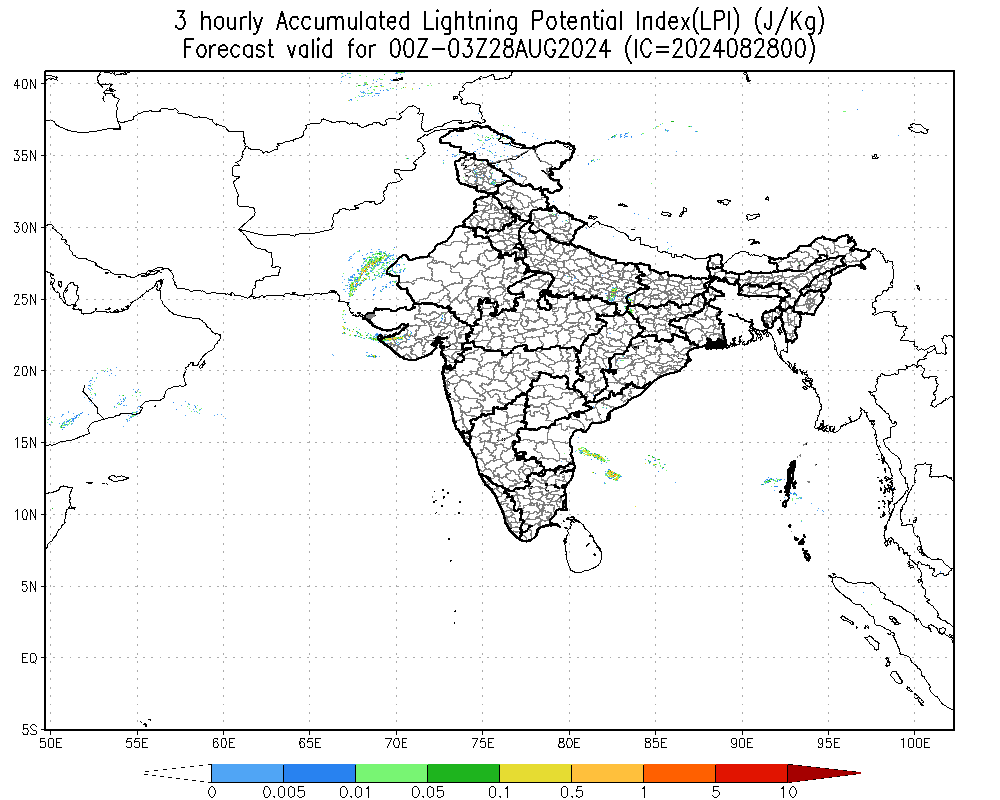 3 hourly Accumulated Lightning Potential Index(LPI) (J/Kg)
Forecast valid for 00Z-03Z28AUG2024 (IC=2024082800)
40N
35N
30N
25N
20N
15N
10N
5N
EQ
5S
50E 55E 60E 65E 70E 75E 80E 85E 90E 95E 100E
0 0.005 0.01 0.05 0.1 0.5 1 5 10